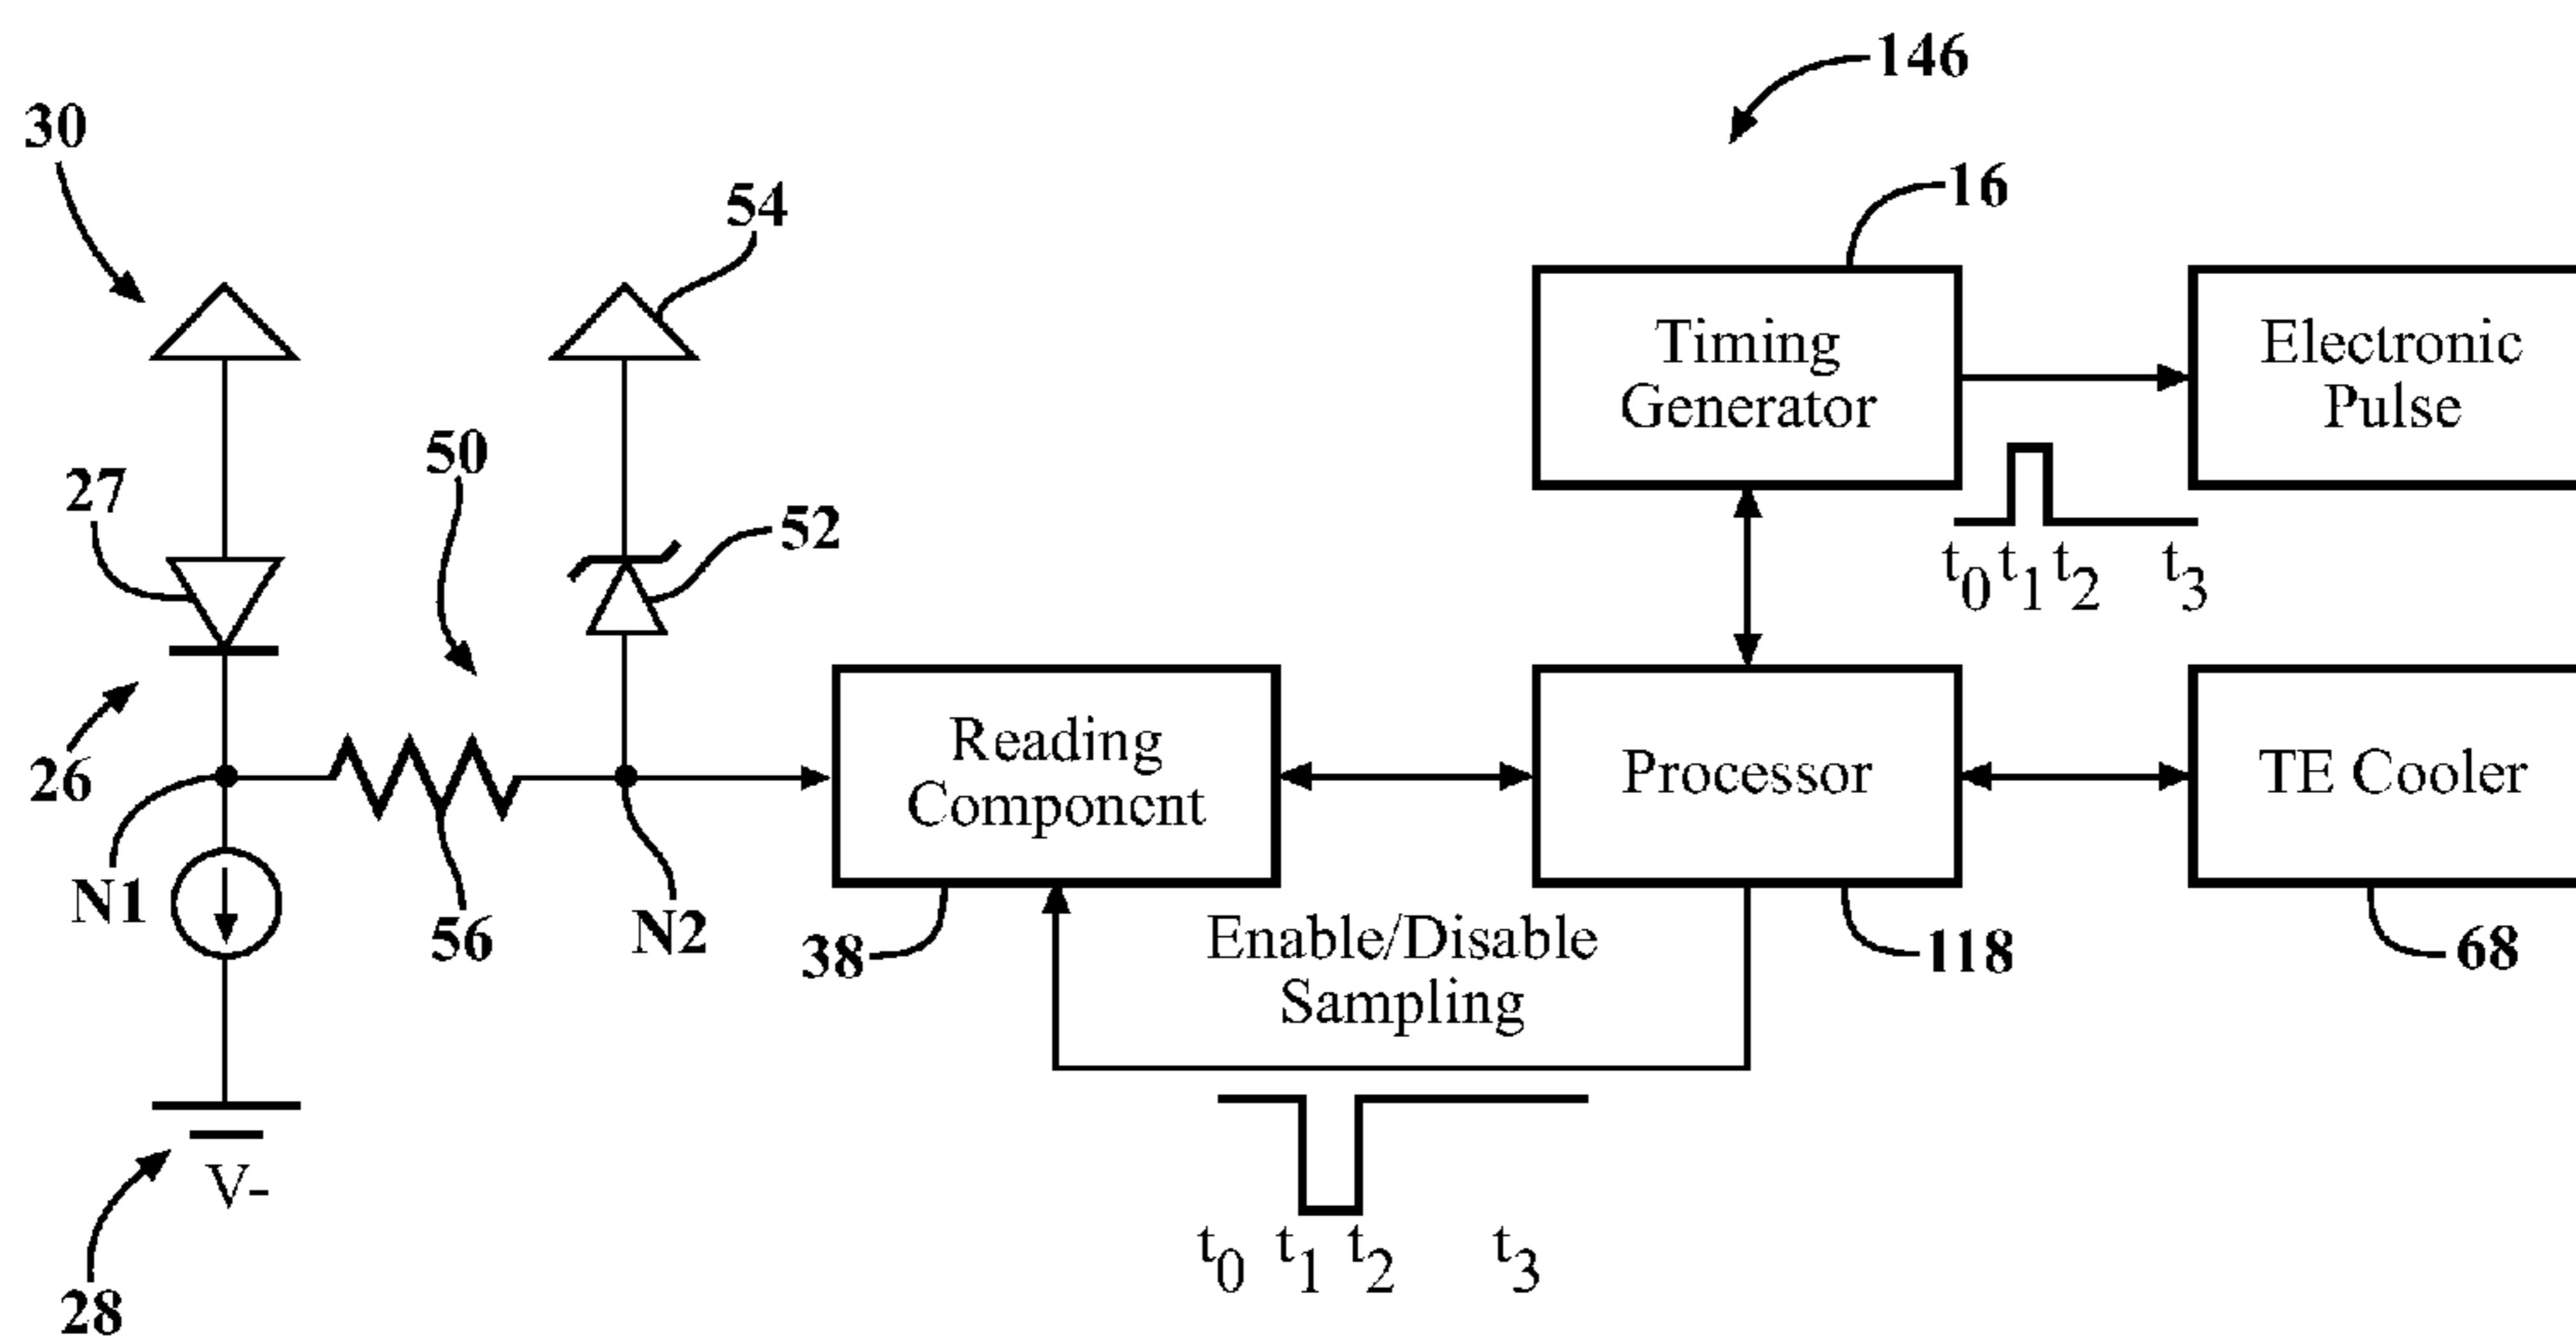 146
30
16
54
Timing
Generator
Electronic
Pulse
50
27
52
t0 t1 t2 t3
Reading
Component
Processor
TE Cooler
26
N1
56
N2
38
Enable/Disable
Sampling
118
68
V-
t0 t1 t2 t3
28